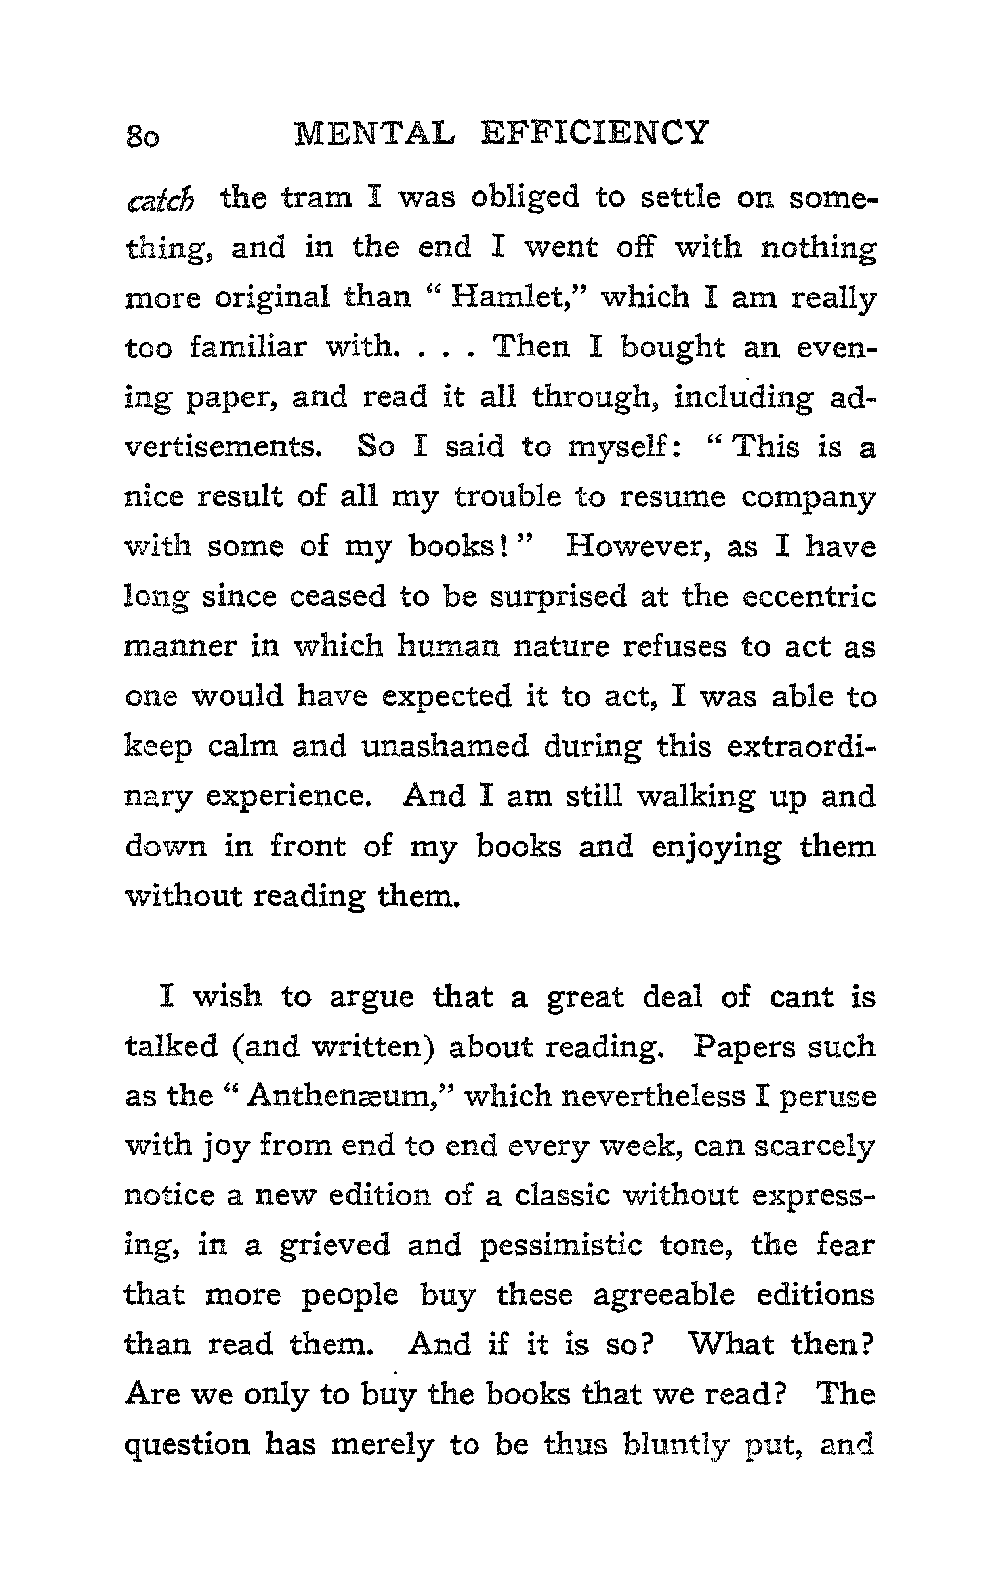 80 MENTAL EFFICIENCY
catch the tram I was obliged to settle on some-
thing, and in the end I went off with nothing
more original than “ Hamlet,” which I am really
too familiar with. . . . Then I bought an even-
ing paper, and read it all through, including ad-
vertisements. So I said to myself: “ This is a
nice result of all my trouble to resume company
with some of my books! ” However, as I have
long since ceased to be surprised at the eccentric
manner in which human nature refuses to act as
one would have expected it to act, I was able to
keep calm and unashamed during this extraordi-
nary experience. And I am still walking up and
down in front of my books and enjoying them
without reading them.
I wish to argue that a great deal of cant is
talked (and written) about reading. Papers such
as the “ Anthenæum,” which nevertheless I peruse
with joy from end to end every week, can scarcely
notice a new edition of a classic without express-
ing, in a grieved and pessimistic tone, the fear
that more people buy these agreeable editions
than read them. And if it is so? What then?
Are we only to buy the books that we read? The
question has merely to be thus bluntly put, and